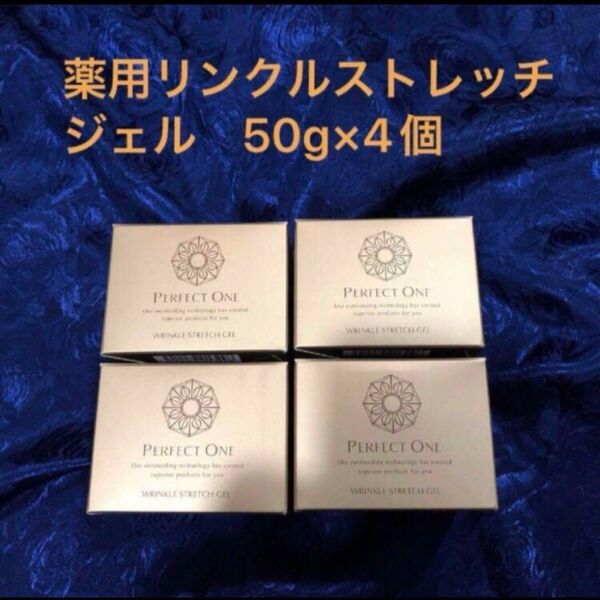 薬用リンクルストレッチ
ジェル　50g×4個
PERFECT ONE
Our outstanding technology has created
superior products for you
WRINKLE STRETCH GEL
PERFECT ONE
Our outstanding technology has created
superior products for you
WRINKLE STRETCH GEL
PERFECT ONE
Our outstanding technology has created
superior products for you
WRINKLE STRETCH GEL
PERFECT ONE
Our outstanding technology has created
superior products for you
WRINKLE STRETCH GEL